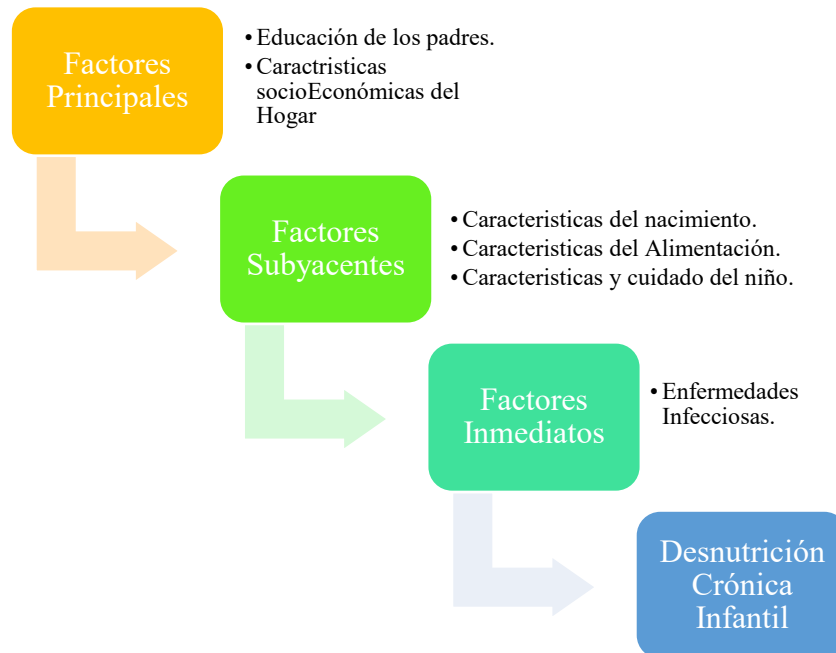 Factores
Principales
• Educación de los padres.
• Caractristicas
socioEconómicas del
Hogar
Factores
Subyacentes
• Caracteristicas del nacimiento.
• Caracteristicas del Alimentación.
• Caracteristicas y cuidado del niño.
Factores
Inmediatos
• Enfermedades
Infecciosas.
Desnutrición
Crónica
Infantil